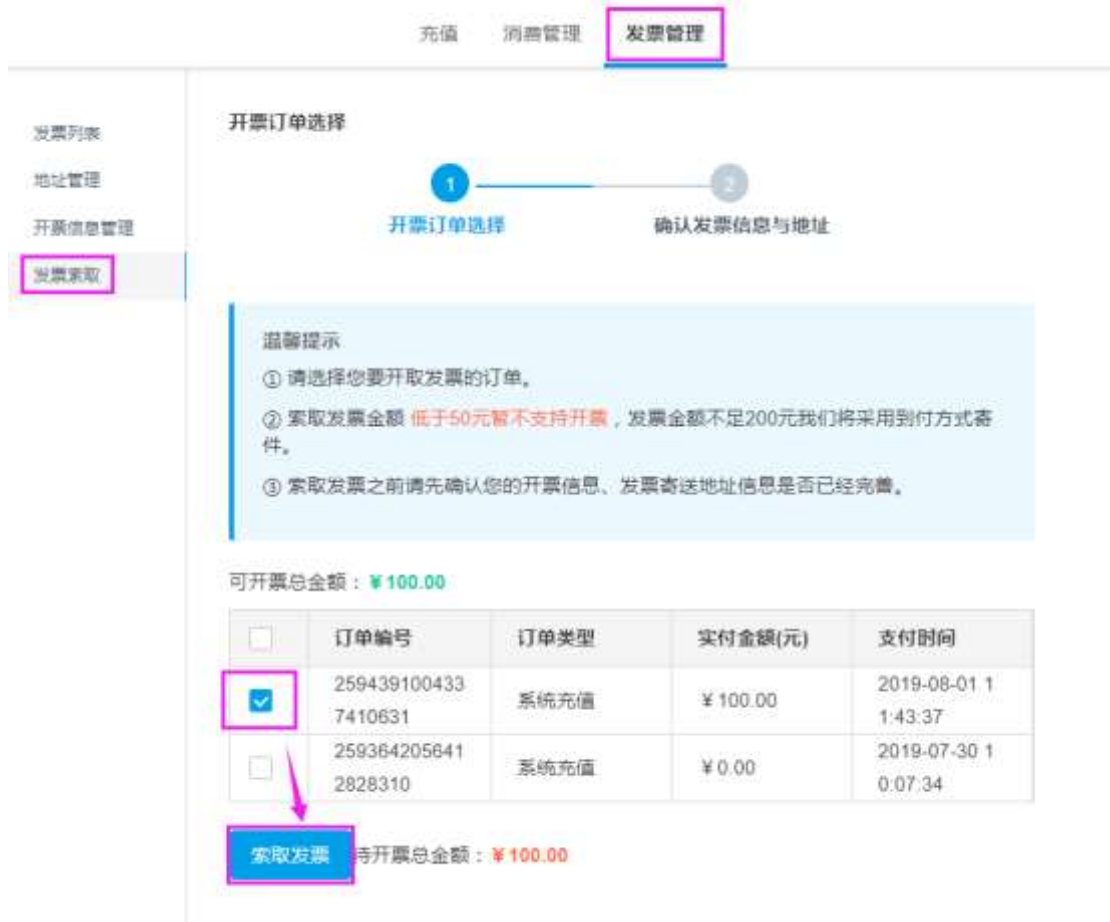 充值 消费管理 发票管理
发票列表
地址管理
开票信息管理
发票索取
开票订单选择
1 2
开票订单选择 确认发票信息与地址
温馨提示
① 请选择您要开取发票的订单。
② 索取发票金额 低于50元暂不支持开票，发票金额不足200元我们将采用到付方式寄
件。
③ 索取发票之前请先确认您的开票信息、发票寄送地址信息是否已经完善。
可开票总金额：¥100.00
订单编号 订单类型 实付金额(元) 支付时间
259439100433
7410631
系统充值 ¥100.00
2019-08-01 1
1:43:37
259364205641
2828310
系统充值 ¥0.00
2019-07-30 1
0:07:34
索取发票 待开票总金额：¥100.00